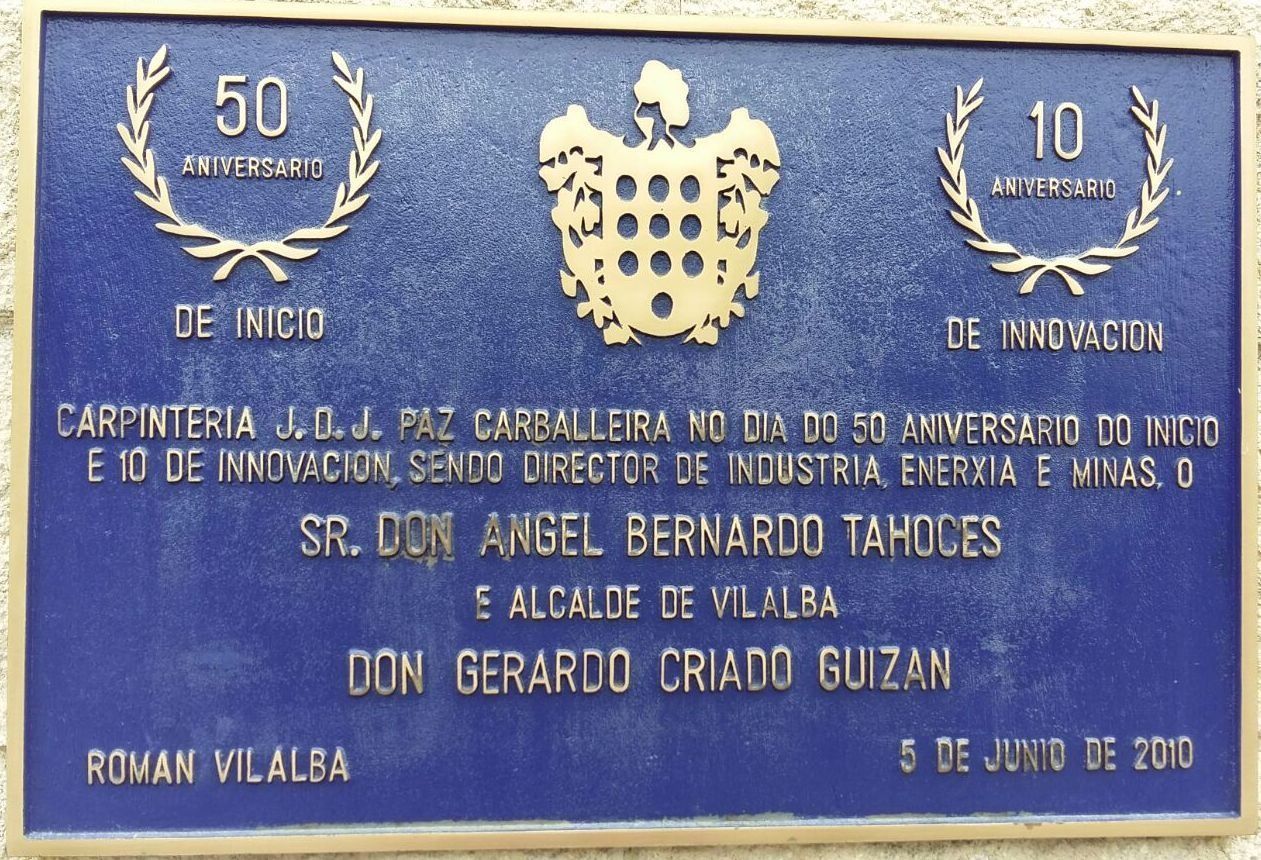 50
ANIVERSARIO
DE INICIO
10
ANIVERSARIO
DE INNOVACION
CARPINTERIA J.D.J. PAZ CARBALLEIRA NO DIA DO 50 ANIVERSARIO DO INICIO
E 10 DE INNOVACION, SENDO DIRECTOR DE INDUSTRIA, ENERXIA E MINAS, O
SR. DON ANGEL BERNARDO TAHOCES
E ALCALDE DE VILALBA
DON GERARDO CRIADO GUIZAN
ROMAN VILALBA
5 DE JUNIO DE 2010